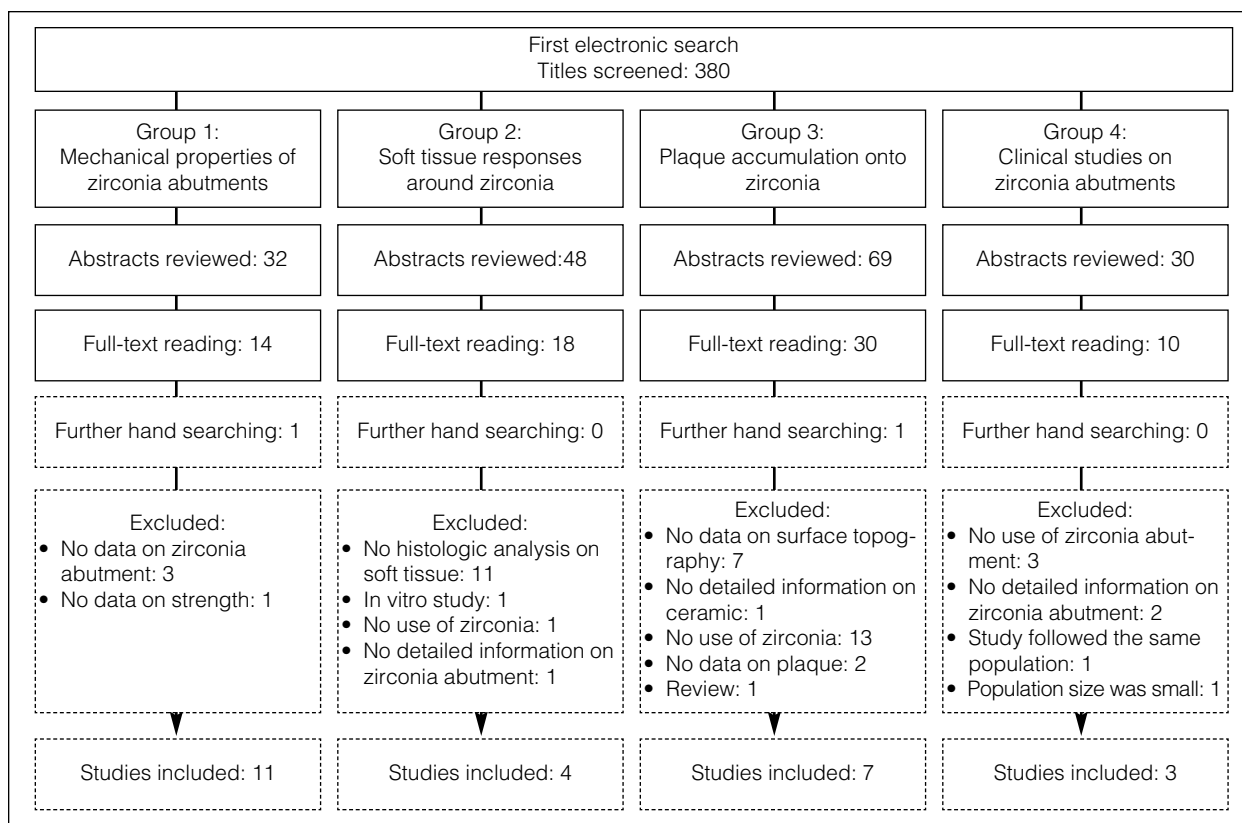 First electronic search
Titles screened: 380
Group 1:
Mechanical properties of
zirconia abutments
Abstracts reviewed: 32
Full-text reading: 14
Further hand searching: 1
Excluded:
• No data on zirconia
abutment: 3
• No data on strength: 1
Studies included: 11
Group 2:
Soft tissue responses
around zirconia
Abstracts reviewed:48
Full-text reading: 18
Further hand searching: 0
Excluded:
• No histologic analysis on
soft tissue: 11
• In vitro study: 1
• No use of zirconia: 1
• No detailed information on
zirconia abutment: 1
Studies included: 4
Group 3:
Plaque accumulation onto
zirconia
Abstracts reviewed: 69
Full-text reading: 30
Further hand searching: 1
Excluded:
• No data on surface topog-
raphy: 7
• No detailed information on
ceramic: 1
• No use of zirconia: 13
• No data on plaque: 2
• Review: 1
Studies included: 7
Group 4:
Clinical studies on
zirconia abutments
Abstracts reviewed: 30
Full-text reading: 10
Further hand searching: 0
Excluded:
• No use of zirconia abut-
ment: 3
• No detailed information on
zirconia abutment: 2
• Study followed the same
population: 1
• Population size was small: 1
Studies included: 3